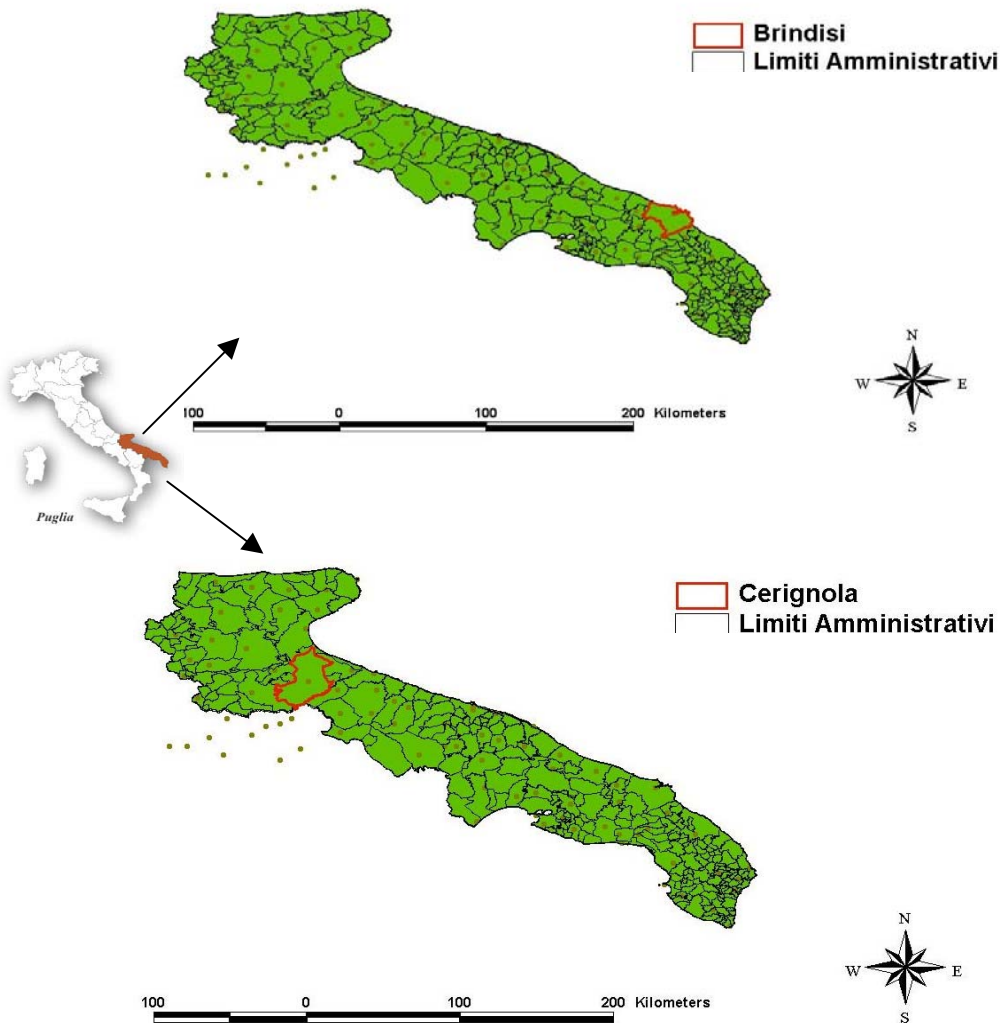 Brindisi
Limiti Amministrativi
N
W E
S
100 0 100 200 Kilometers
Puglia
Cerignola
Limiti Amministrativi
N
W E
S
100 0 100 200 Kilometers